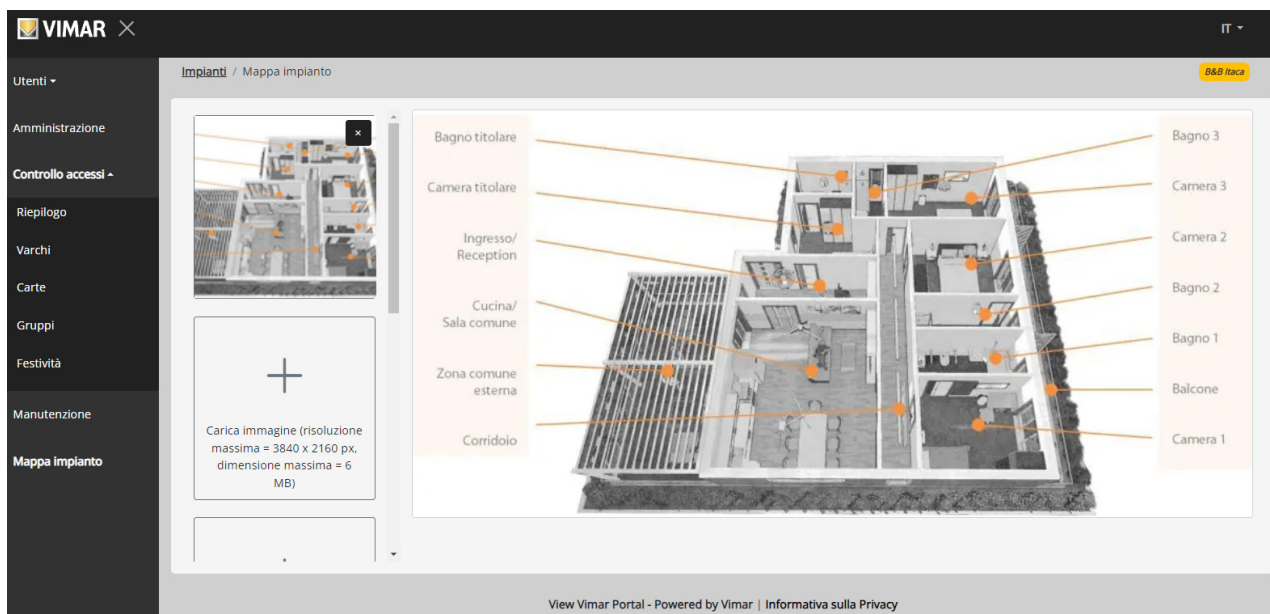 VIMAR
IT
Utenti
Amministrazione
Controllo accessi
Riepilogo
Varchi
Carte
Gruppi
Festività
Manutenzione
Mappa impianto
Impianti / Mappa impianto
B&B Itaca
Carica immagine (risoluzione
massima = 3840 x 2160 px,
dimensione massima = 6
MB)
Bagno titolare
Camera titolare
Ingresso/
Reception
Cucina/
Sala comune
Zona comune
esterna
Corridoio
Bagno 3
Camera 3
Camera 2
Bagno 2
Bagno 1
Balcone
Camera 1
View Vimar Portal - Powered by Vimar | Informativa sulla Privacy